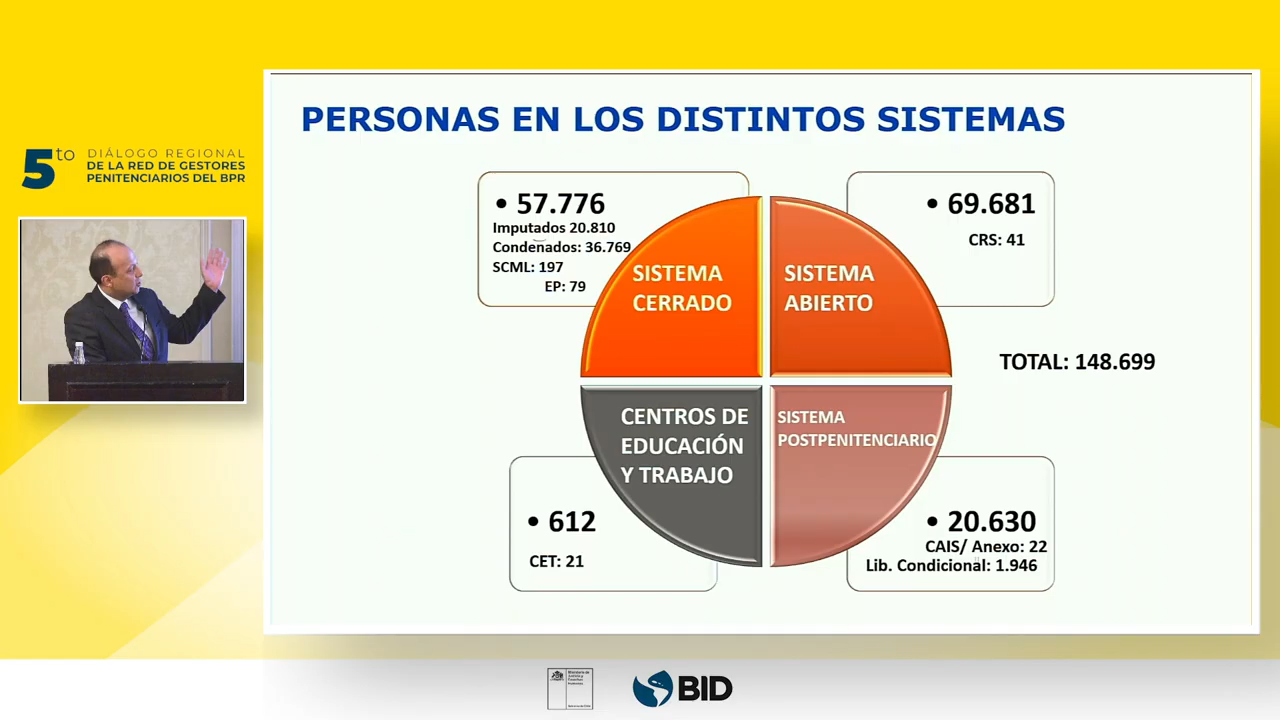 PERSONAS EN LOS DISTINTOS SISTEMAS
5to
DIÁLOGO REGIONAL
DE LA RED DE GESTORES
PENITENCIARIOS DEL BPR
• 57.776
Imputados 20.810
Condenados: 36.769
SCML: 197
EP: 79
SISTEMA
CERRADO
• 69.681
CRS: 41
SISTEMA
ABIERTO
TOTAL: 148.699
CENTROS DE
EDUCACIÓN
Y TRABAJO
• 612
CET: 21
SISTEMA
POSTPENITENCIARIO
• 20.630
CAIS/ Anexo: 22
Lib. Condicional: 1.946
BID